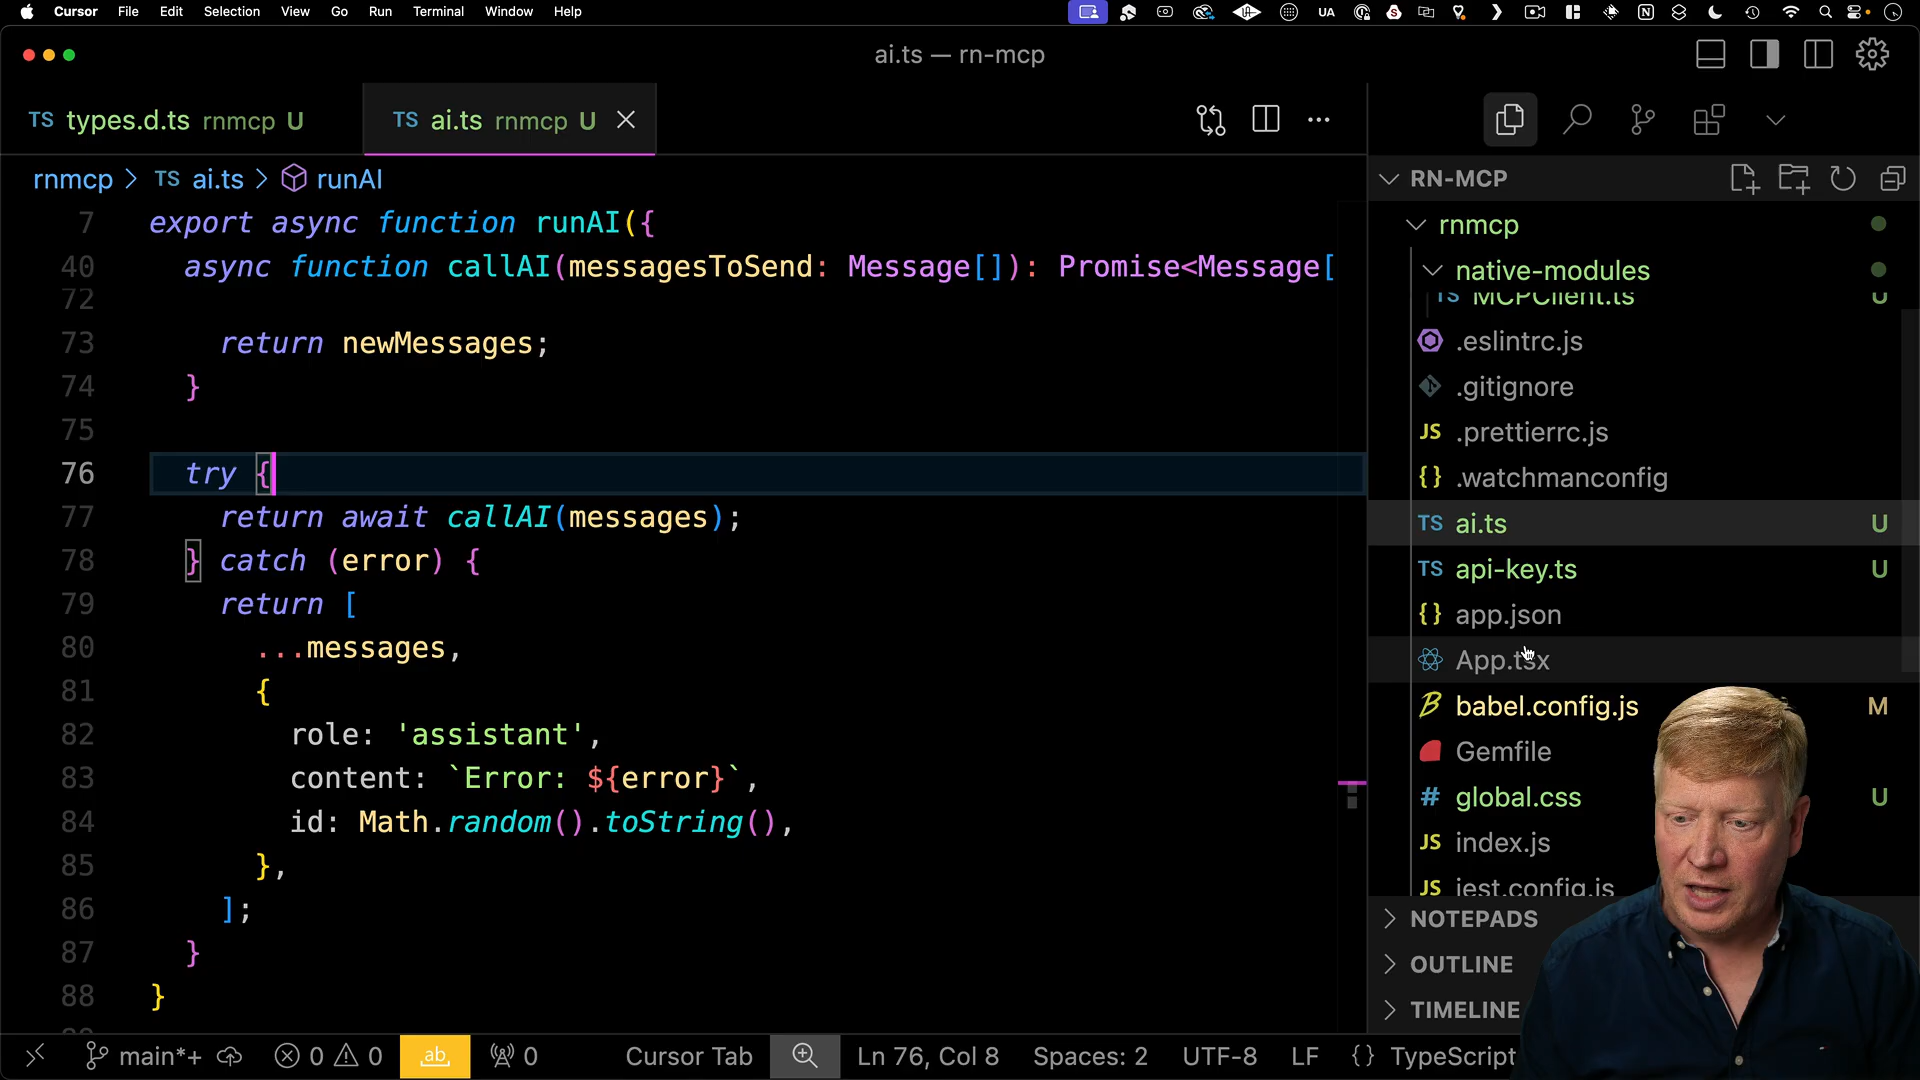 Cursor File Edit Selection View Go Run Terminal Window Help UA
ai.ts — rn-mcp
TS types.d.ts rnmcp U TS ai.ts rnmcp U
rnmcp > TS ai.ts > runAI
7 export async function runAI({
40 async function callAI(messagesToSend: Message[]): Promise<Message[
72
73 return newMessages;
74 }
75
76 try {
77 return await callAI(messages);
78 } catch (error) {
79 return [
80 ...messages,
81 {
82 role: 'assistant',
83 content: `Error: ${error}`,
84 id: Math.random().toString(),
85 },
86 ];
87 }
88 }
RN-MCP
rnmcp
native-modules
TS MCPClient.ts U
.eslintrc.js
.gitignore
JS .prettierrc.js
{} .watchmanconfig
TS ai.ts U
TS api-key.ts U
{} app.json
App.tsx
babel.config.js M
Gemfile
# global.css U
JS index.js
JS jest.config.js
NOTEPADS
OUTLINE
TIMELINE
main*+ 0 0 ab 0 Cursor Tab Ln 76, Col 8 Spaces: 2 UTF-8 LF {} TypeScript